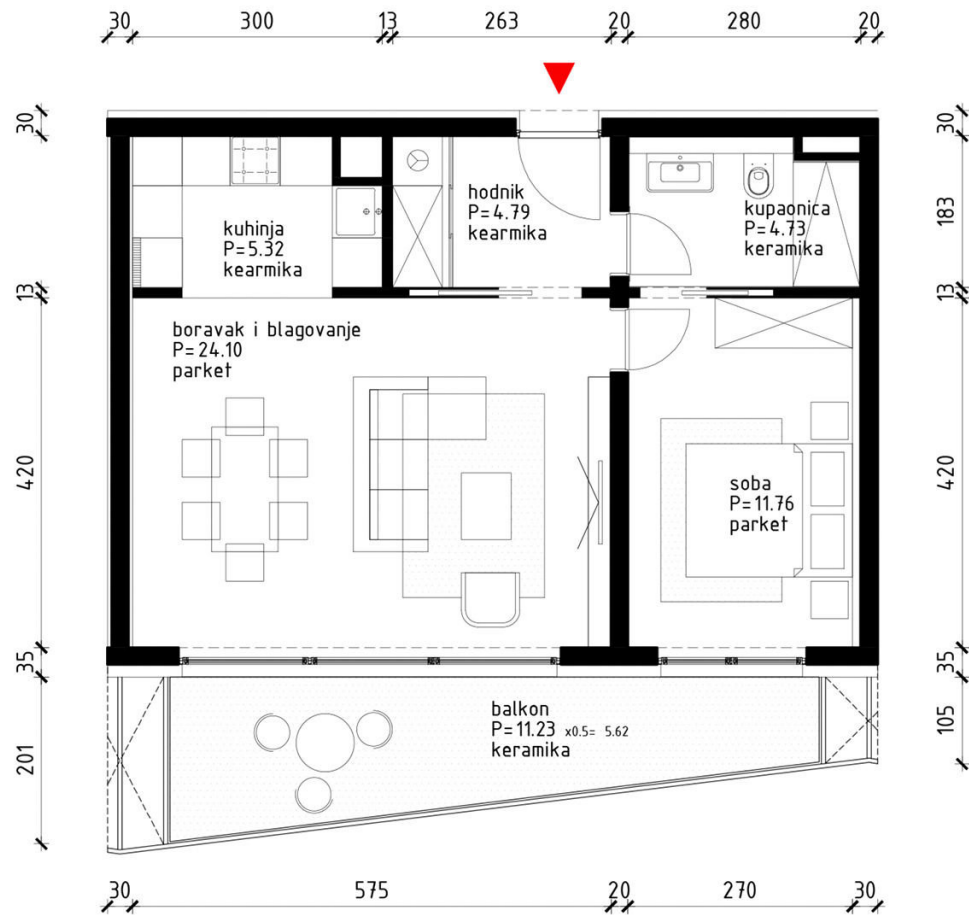 30 300 13 263 20 280 20
30
183
13
420
35
201
30
183
13
420
35
105
kuhinja
P=5.32
kearmika
hodnik
P=4.79
kearmika
kupaonica
P=4.73
keramika
boravak i blagovanje
P=24.10
parket
soba
P=11.76
parket
balkon
P=11.23 x0.5= 5.62
keramika
30 575 20 270 30